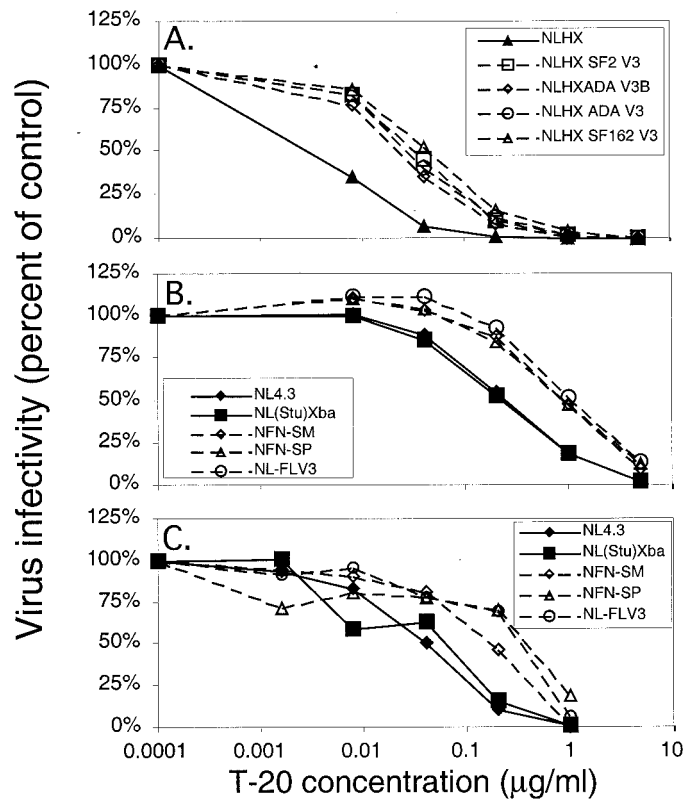 A.
NLHX
NLHX SF2 V3
NLHXADA V3B
NLHX ADA V3
NLHX SF162 V3
100%
75%
50%
25%
0%
B.
125%
100%
75%
50%
25%
0%
NL4.3
NL(Stu)Xba
NFN-SM
NFN-SP
NL-FLV3
C.
125%
100%
75%
50%
25%
0%
NL4.3
NL(Stu)Xba
NFN-SM
NFN-SP
NL-FLV3
0.0001
0.001
0.01
0.1
1
10
Virus infectivity (percent of control)
T-20 concentration (μg/ml)